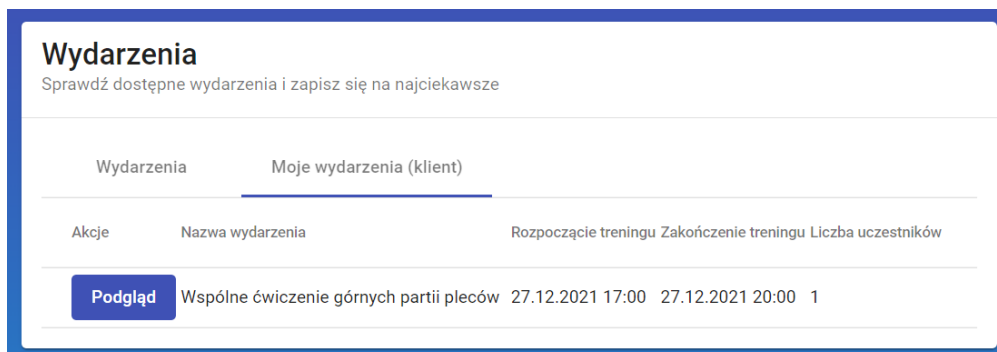 Wydarzenia
Sprawdź dostępne wydarzenia i zapisz się na najciekawsze
Wydarzenia Moje wydarzenia (klient)
Akcje Nazwa wydarzenia Rozpoczącie treningu Zakończenie treningu Liczba uczestników
Podgląd Wspólne ćwiczenie górnych partii pleców 27.12.2021 17:00 27.12.2021 20:00 1